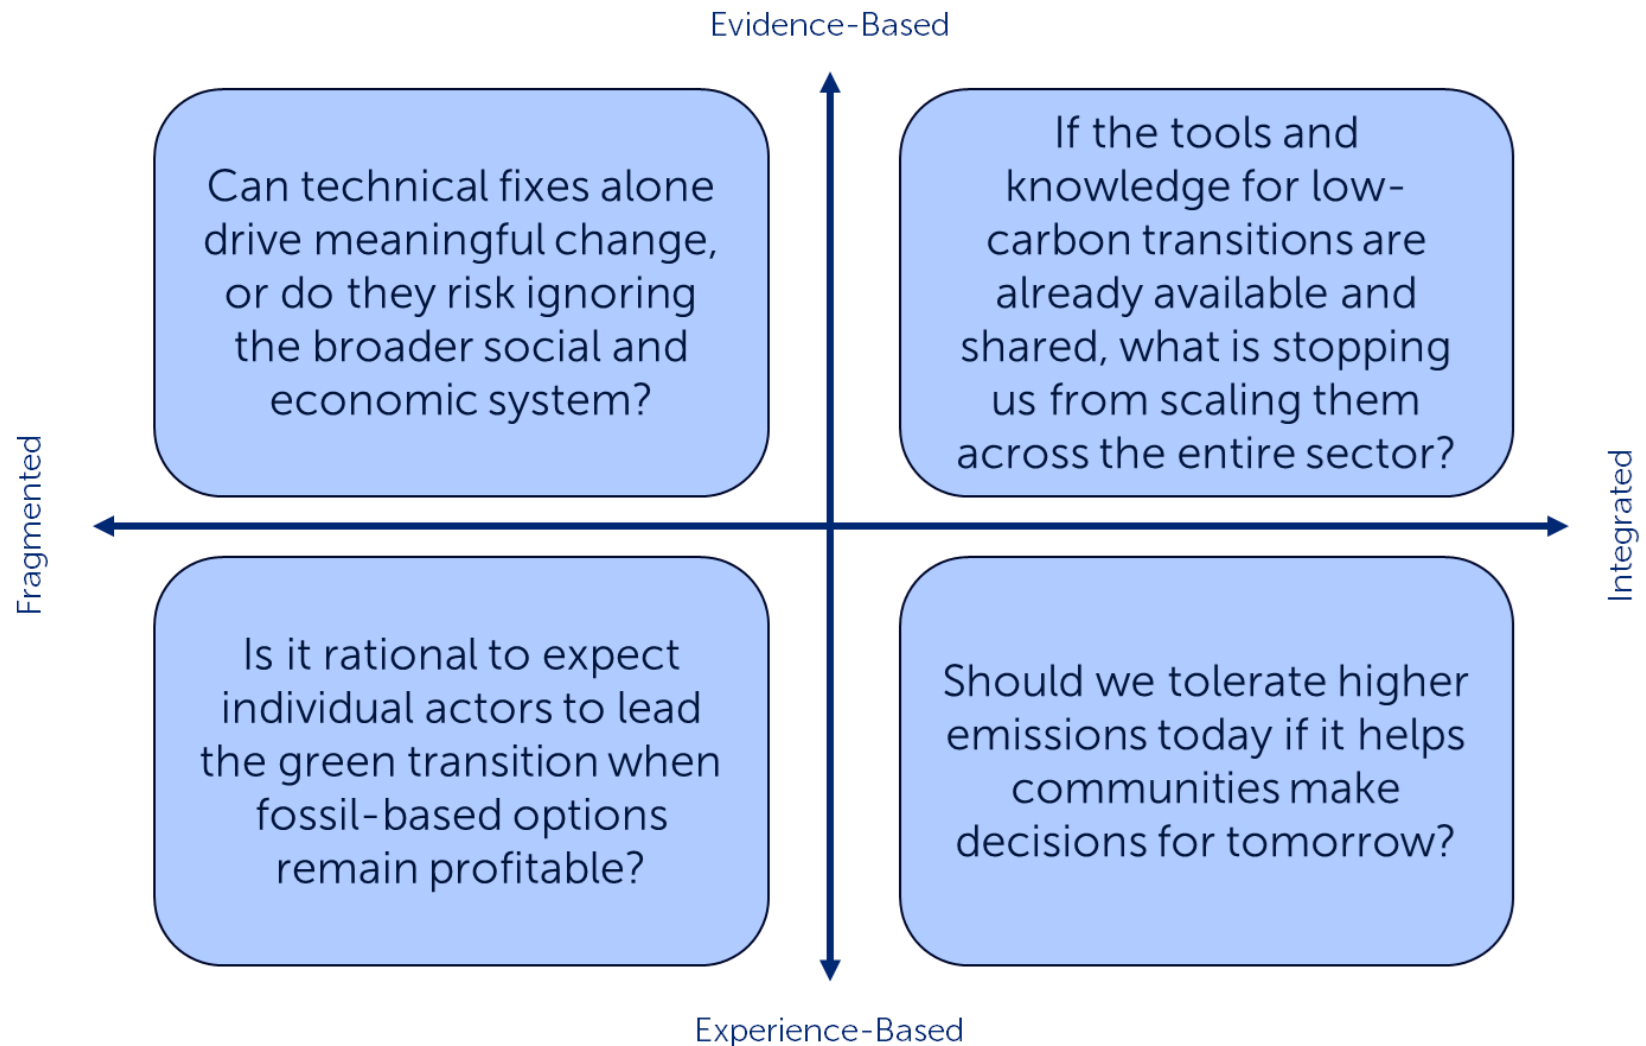 Evidence-Based
Can technical fixes alone
drive meaningful change,
or do they risk ignoring
the broader social and
economic system?
If the tools and
knowledge for low-
carbon transitions are
already available and
shared, what is stopping
us from scaling them
across the entire sector?
Fragmented
Integrated
Is it rational to expect
individual actors to lead
the green transition when
fossil-based options
remain profitable?
Should we tolerate higher
emissions today if it helps
communities make
decisions for tomorrow?
Experience-Based